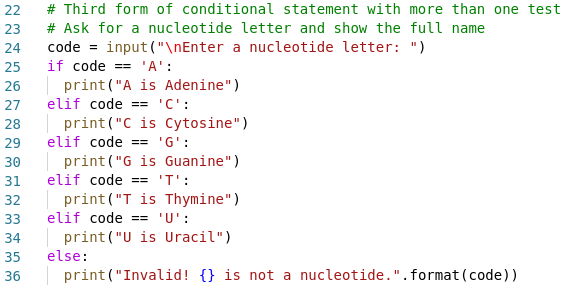 22 # Third form of conditional statement with more than one test
23 # Ask for a nucleotide letter and show the full name
24 code = input("\nEnter a nucleotide letter: ")
25 if code == 'A':
26   print("A is Adenine")
27 elif code == 'C':
28   print("C is Cytosine")
29 elif code == 'G':
30   print("G is Guanine")
31 elif code == 'T':
32   print("T is Thymine")
33 elif code == 'U':
34   print("U is Uracil")
35 else:
36   print("Invalid! {} is not a nucleotide.".format(code))